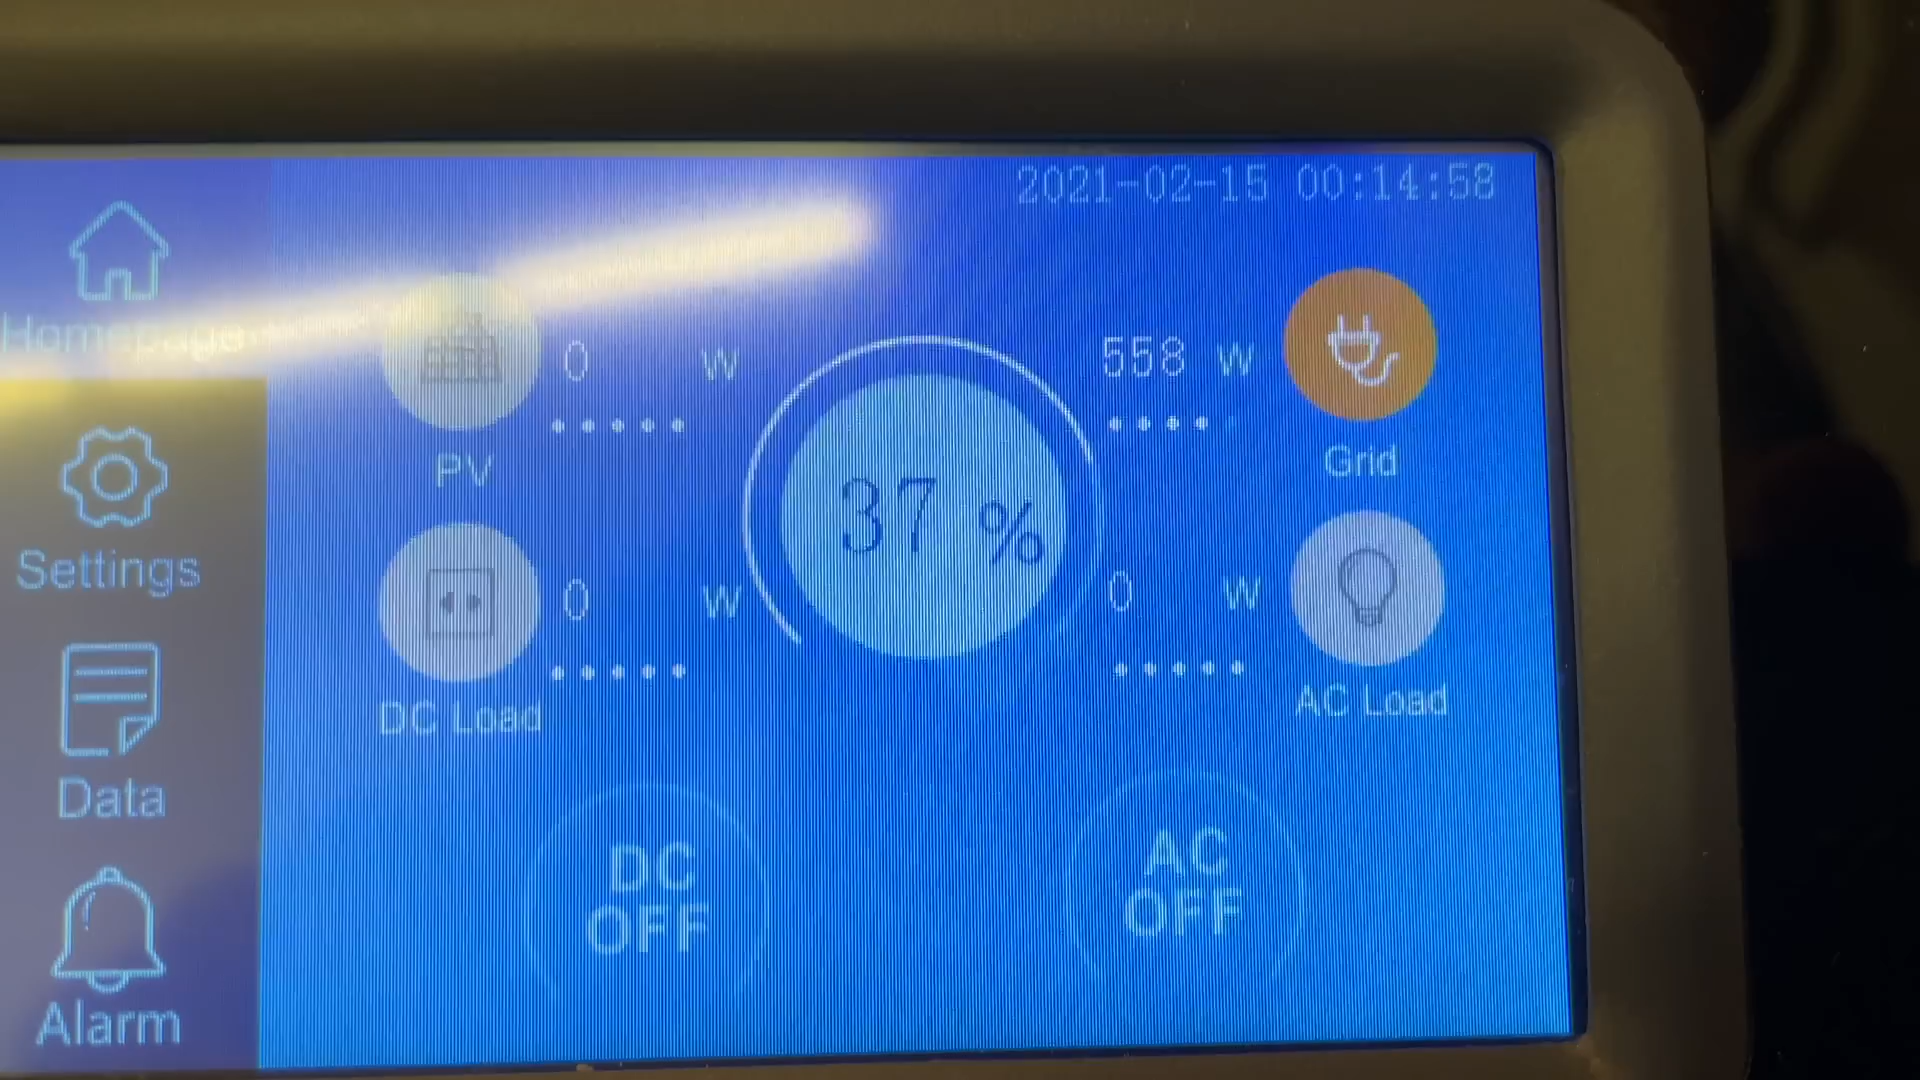 2021-02-15 00:14:58
Homepage
0 W
558 W
PV
Grid
37 %
Settings
0 W
0 W
DC Load
AC Load
Data
DC
OFF
AC
OFF
Alarm